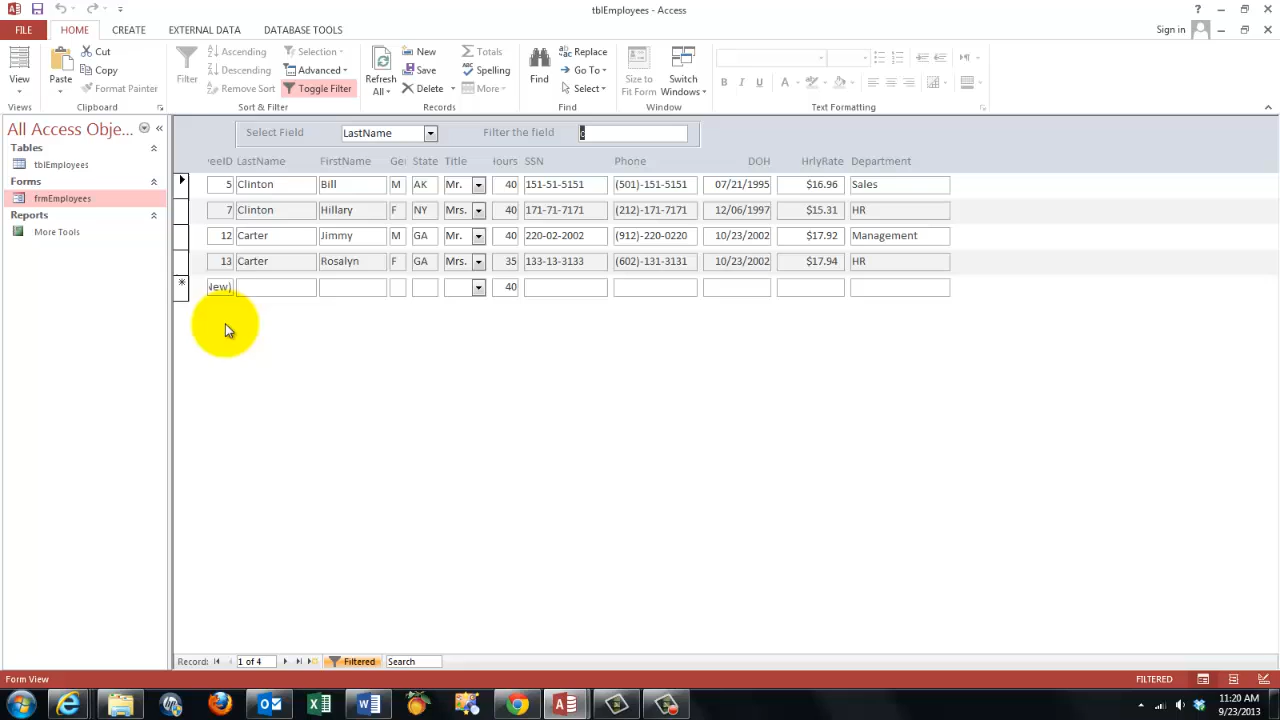 tblEmployees - Access
FILE HOME CREATE EXTERNAL DATA DATABASE TOOLS Sign in
View
Paste
Cut
Copy
Format Painter
Filter
Ascending
Descending
Remove Sort
Selection
Advanced
Toggle Filter
Refresh
All
New
Save
Delete
Totals
Spelling
More
Find
Replace
Go To
Select
Size to
Fit Form
Switch
Windows
B I U A
Views Clipboard Sort & Filter Records Find Window Text Formatting
All Access Obje...
Tables
tblEmployees
Forms
frmEmployees
Reports
More Tools
Select Field LastName Filter the field
eeID LastName FirstName Ge State Title Hours SSN Phone DOH HrlyRate Department
5 Clinton Bill M AK Mr. 40 151-51-5151 (501)-151-5151 07/21/1995 $16.96 Sales
7 Clinton Hillary F NY Mrs. 40 171-71-7171 (212)-171-7171 12/06/1997 $15.31 HR
12 Carter Jimmy M GA Mr. 40 220-02-2002 (912)-220-0220 10/23/2002 $17.92 Management
13 Carter Rosalyn F GA Mrs. 35 133-13-3133 (602)-131-3131 10/23/2002 $17.94 HR
* New) 40
Record: 1 of 4 Filtered Search
Form View FILTERED
11:20 AM
9/23/2013